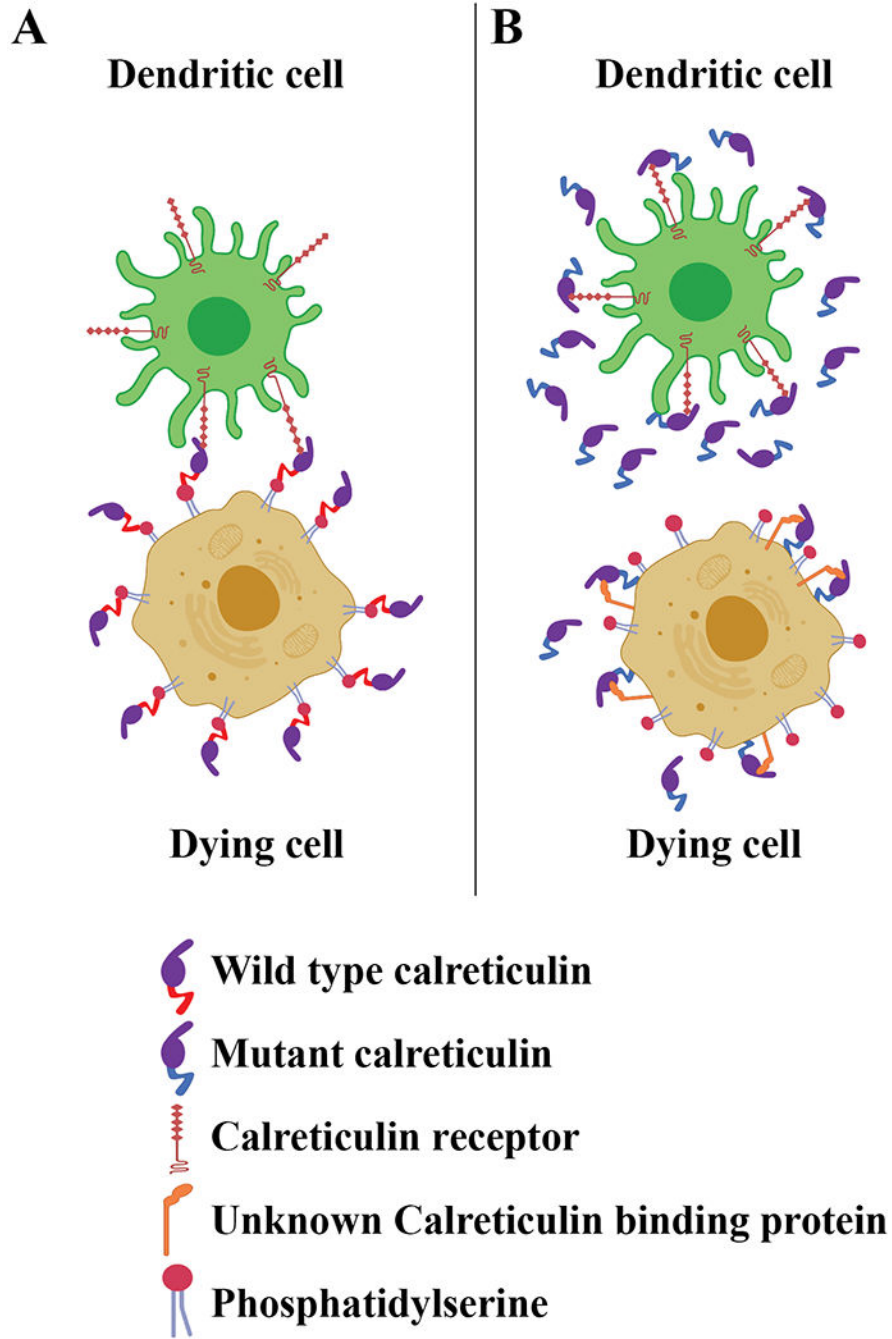 A
B
Dendritic cell
Dendritic cell
Dying cell
Dying cell
Wild type calreticulin
Mutant calreticulin
Calreticulin receptor
Unknown Calreticulin binding protein
Phosphatidylserine